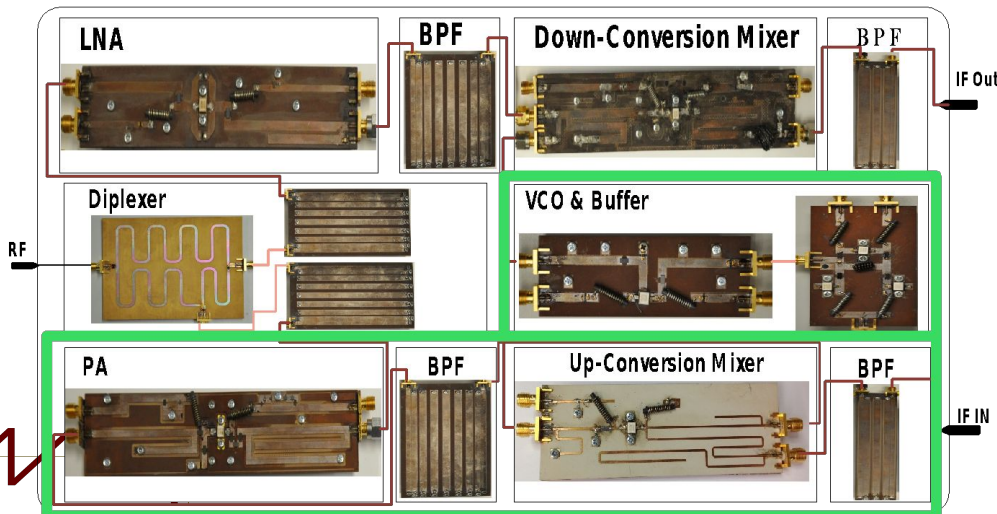 LNA
BPF
Down-Conversion Mixer
BPF
IF Out
Diplexer
VCO & Buffer
RF
PA
BPF
Up-Conversion Mixer
BPF
IF IN